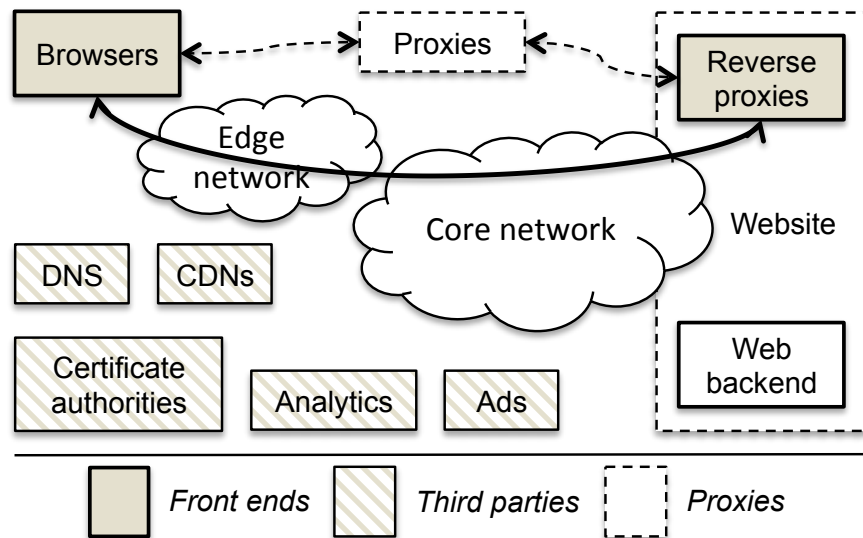 Browsers
Proxies
Reverse
proxies
Edge
network
Core network
Website
DNS
CDNs
Certificate
authorities
Analytics
Ads
Web
backend
Front ends
Third parties
Proxies